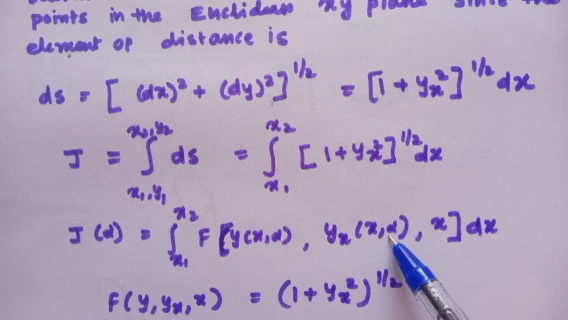 points in the Euclidean xy plane since the
element of distance is
ds = [ (dx)² + (dy)² ]^1/2 = [1 + yx²]^1/2 dx
J = ∫_{x1,y1}^{x2,y2} ds = ∫_{x1}^{x2} [1 + yx²]^1/2 dx
J(α) = ∫_{x1}^{x2} F [y(x,α), yx(x,α), x] dx
F(y, yx, x) = (1 + yx²)^1/2